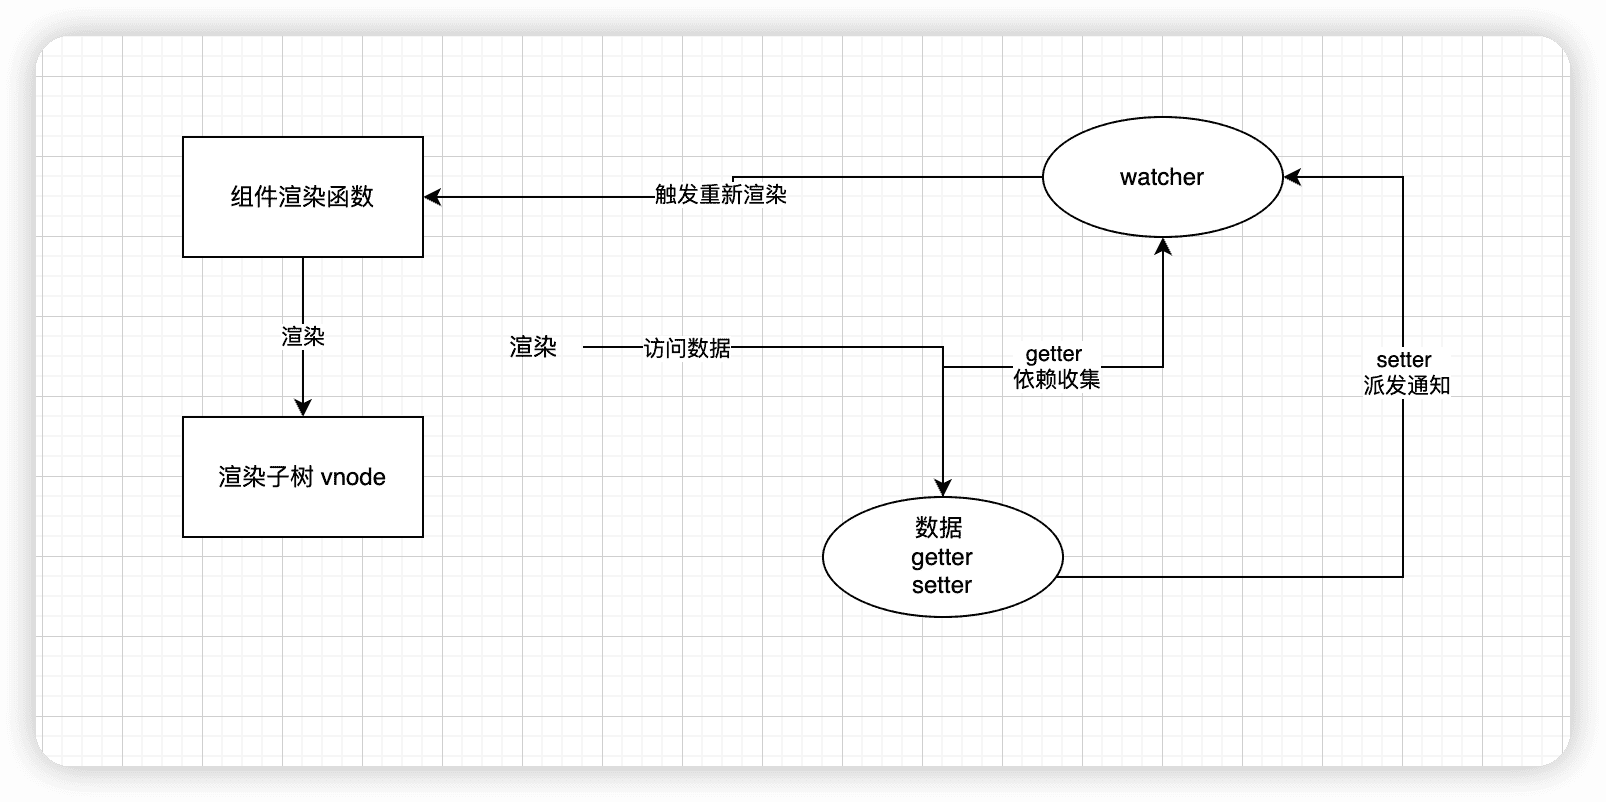 组件渲染函数
触发重新渲染
watcher
渲染
渲染
访问数据
getter
依赖收集
setter
派发通知
渲染子树 vnode
数据
getter
setter